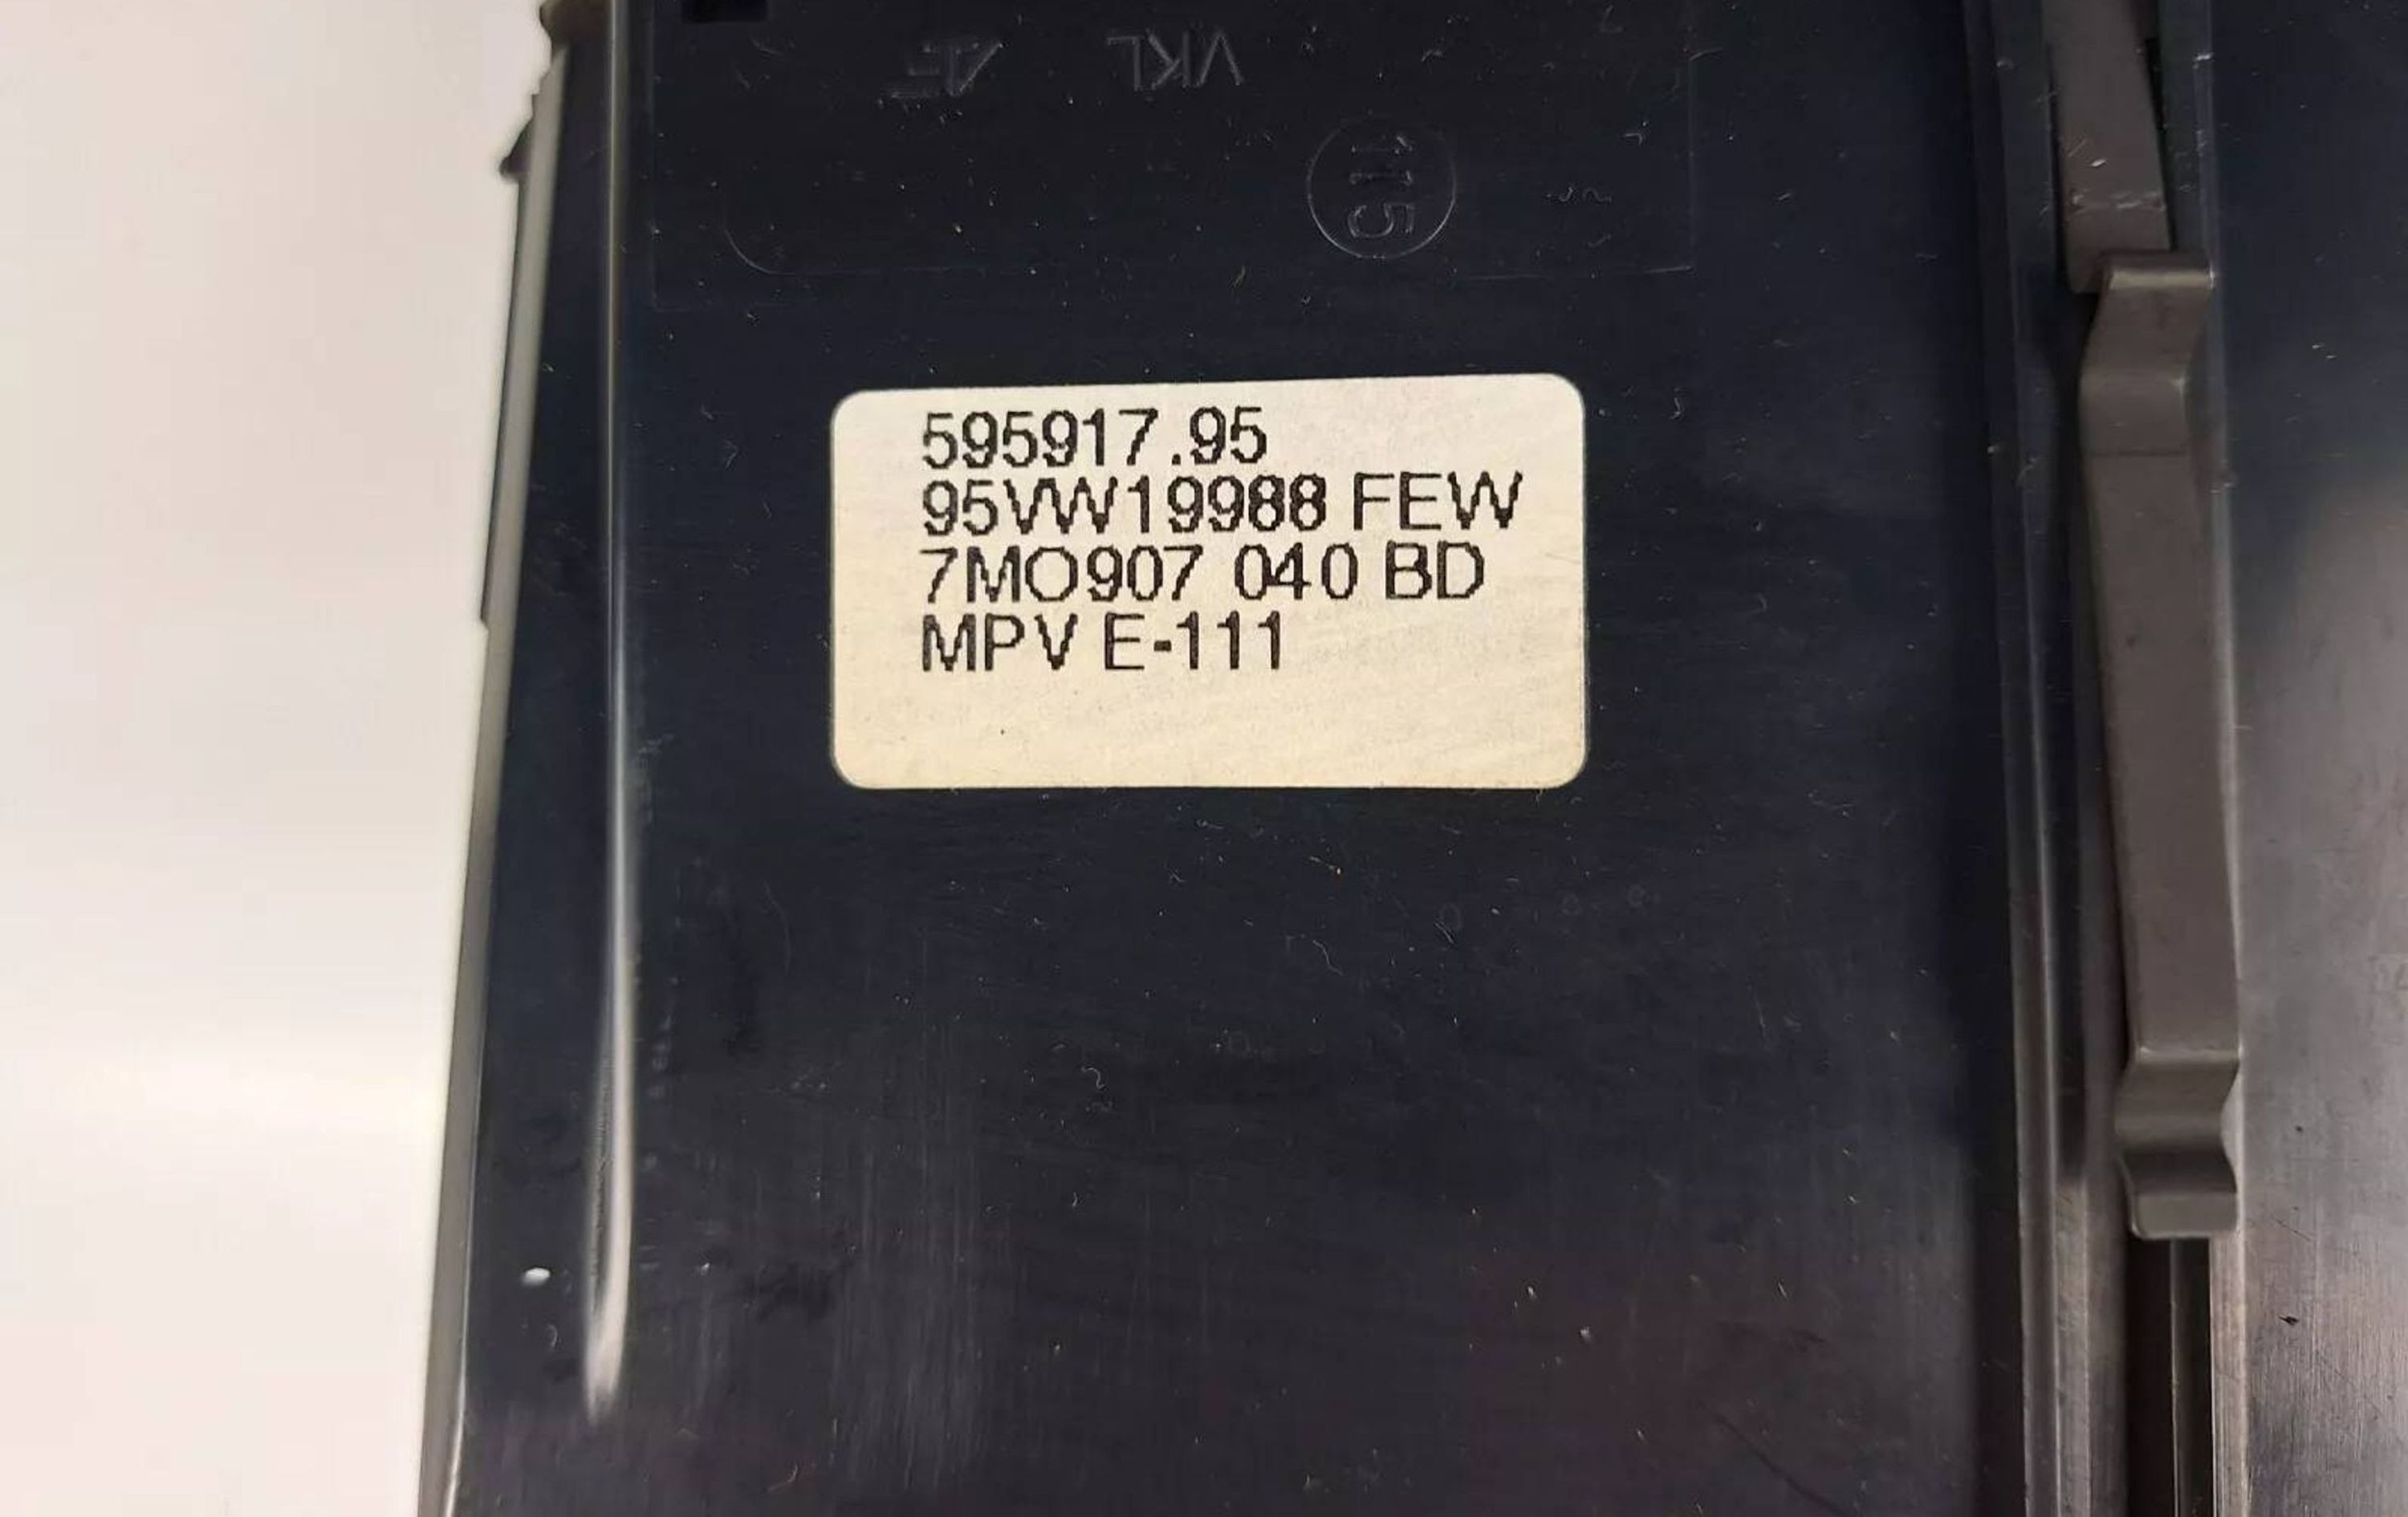 VKL
115
595917.95
95VW19988 FEW
7MO907 040 BD
MPV E-111